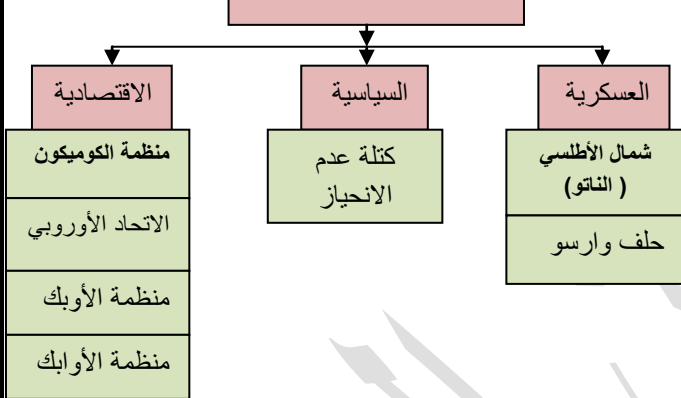 العسكرية
شمال الأطلسي
( الناتو)
حلف وارسو
السياسية
كتلة عدم
الانحياز
الاقتصادية
منظمة الكوميكون
الاتحاد الأوروبي
منظمة الأوبك
منظمة الأوابك